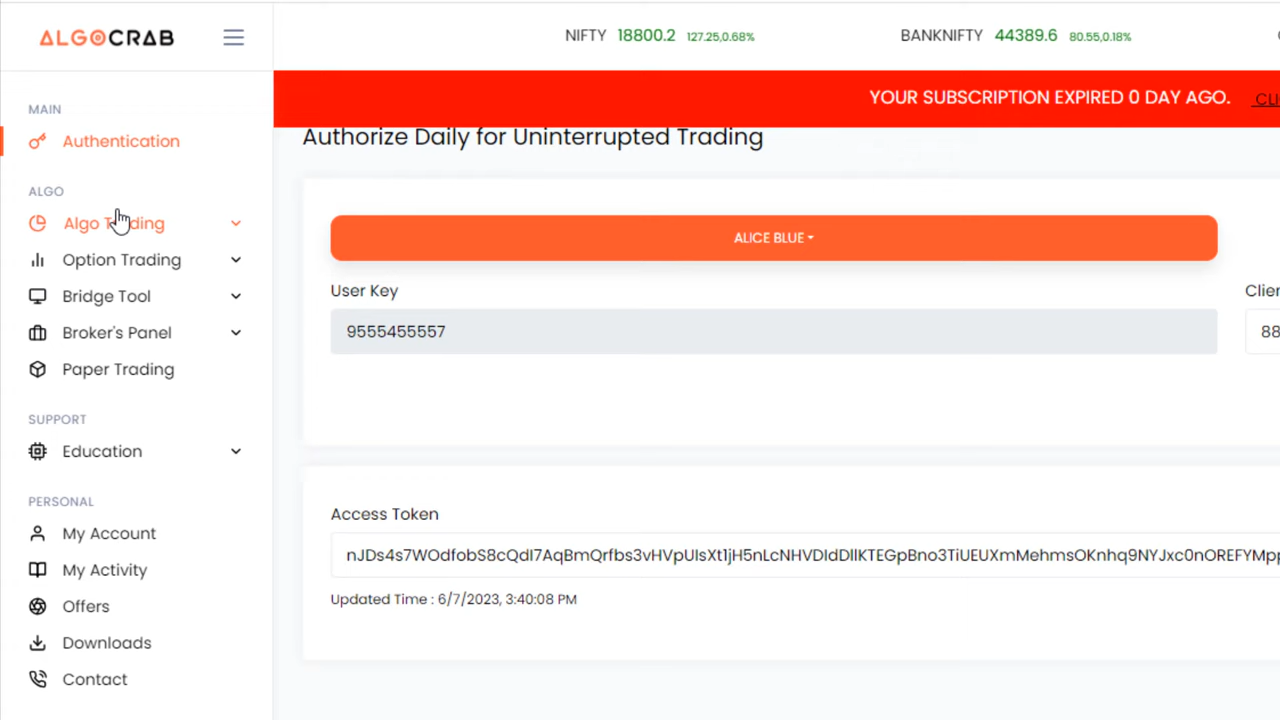 ALGOCRAB
NIFTY 18800.2 127.25,0.68% BANKNIFTY 44389.6 80.55,0.18%
YOUR SUBSCRIPTION EXPIRED 0 DAY AGO.
MAIN
Authentication
ALGO
Algo Trading
Option Trading
Bridge Tool
Broker's Panel
Paper Trading
SUPPORT
Education
PERSONAL
My Account
My Activity
Offers
Downloads
Contact
Authorize Daily for Uninterrupted Trading
ALICE BLUE
User Key
9555455557
88
Access Token
Updated Time : 6/7/2023, 3:40:08 PM